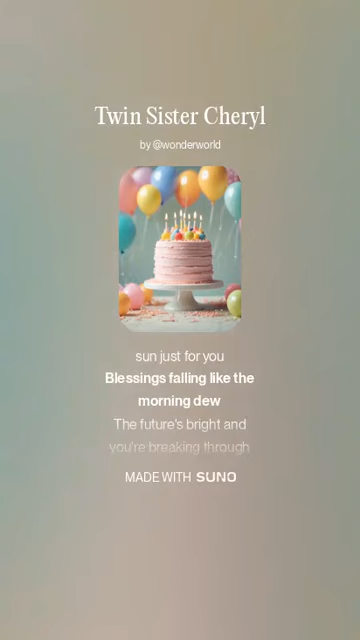 Twin Sister Cheryl
by @wonderworld
sun just for you
Blessings falling like the
morning dew
The future's bright and
you're breaking through
MADE WITH SUNO